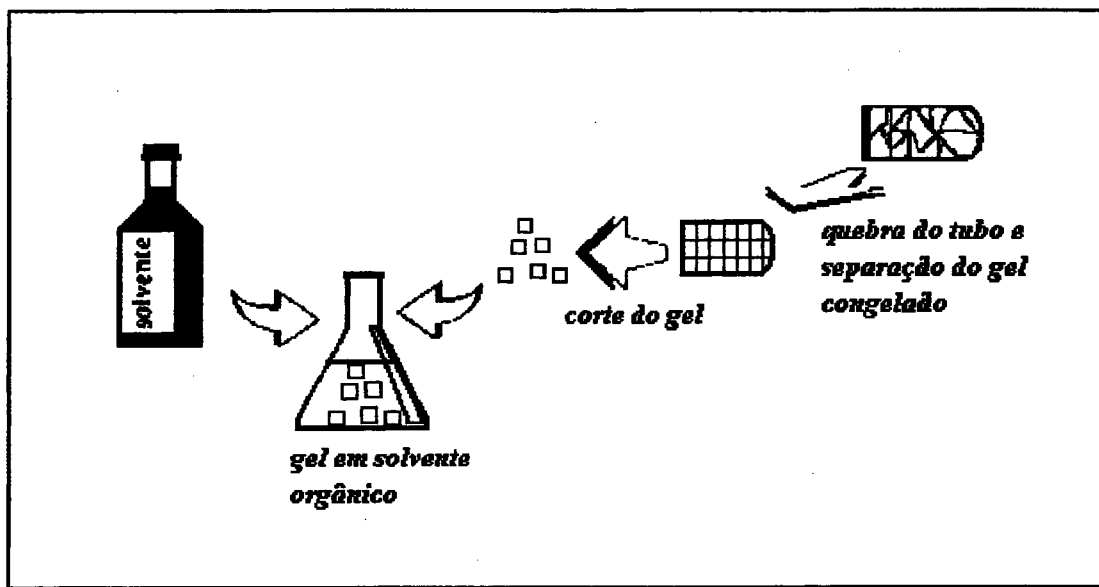 solvente
quebra do tubo e
separação do gel
congelado
corte do gel
gel em solvente
orgânico